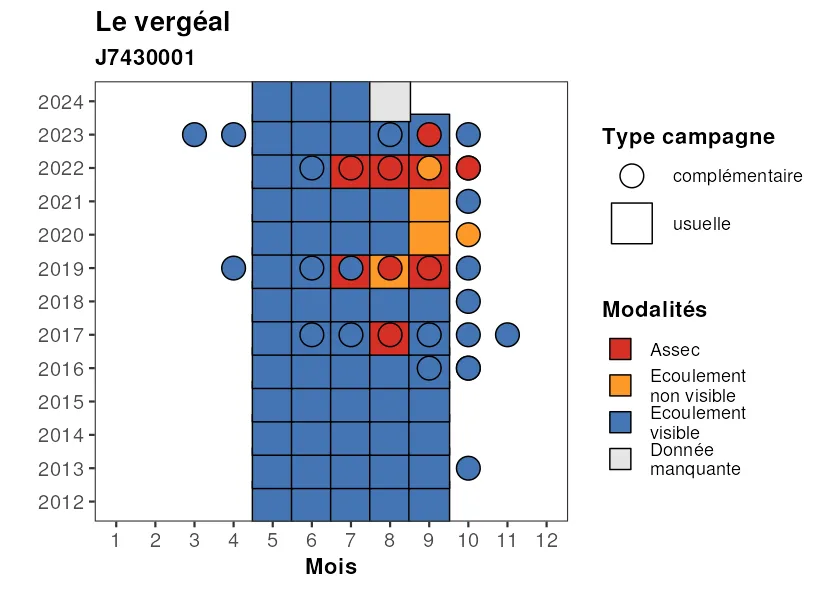 Le vergéal
J7430001
2024
2023
2022
2021
2020
2019
2018
2017
2016
2015
2014
2013
2012
1 2 3 4 5 6 7 8 9 10 11 12
Mois
Type campagne
complémentaire
usuelle
Modalités
Assec
Ecoulement
non visible
Ecoulement
visible
Donnée
manquante